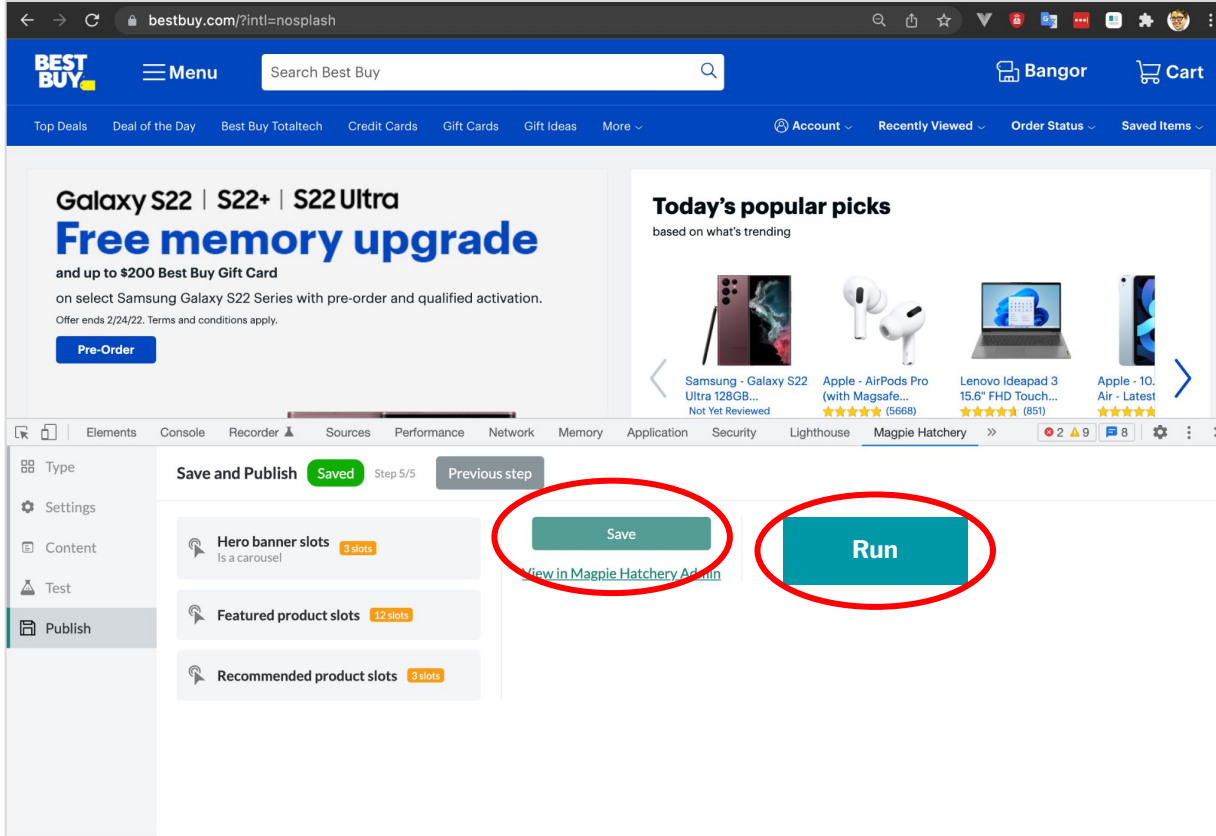 bestbuy.com/?intl=nosplash
BEST BUY
Menu
Search Best Buy
Bangor
Cart
Top Deals Deal of the Day Best Buy Totaltech Credit Cards Gift Cards Gift Ideas More Account Recently Viewed Order Status Saved Items
Galaxy S22 | S22+ | S22 Ultra
Free memory upgrade
and up to $200 Best Buy Gift Card
on select Samsung Galaxy S22 Series with pre-order and qualified activation.
Offer ends 2/24/22. Terms and conditions apply.
Pre-Order
Today's popular picks
based on what's trending
Samsung - Galaxy S22
Ultra 128GB...
Not Yet Reviewed
Apple - AirPods Pro
(with Magsafe...
(5668)
Lenovo Ideapad 3
15.6" FHD Touch...
(851)
Apple - 10.
Air - Latest
Elements Console Recorder Sources Performance Network Memory Application Security Lighthouse Magpie Hatchery » 2 9 8
Type
Settings
Content
Test
Publish
Save and Publish Saved Step 5/5 Previous step
Hero banner slots 3 slots
Is a carousel
Featured product slots 12 slots
Recommended product slots 3 slots
Save
View in Magpie Hatchery Admin
Run